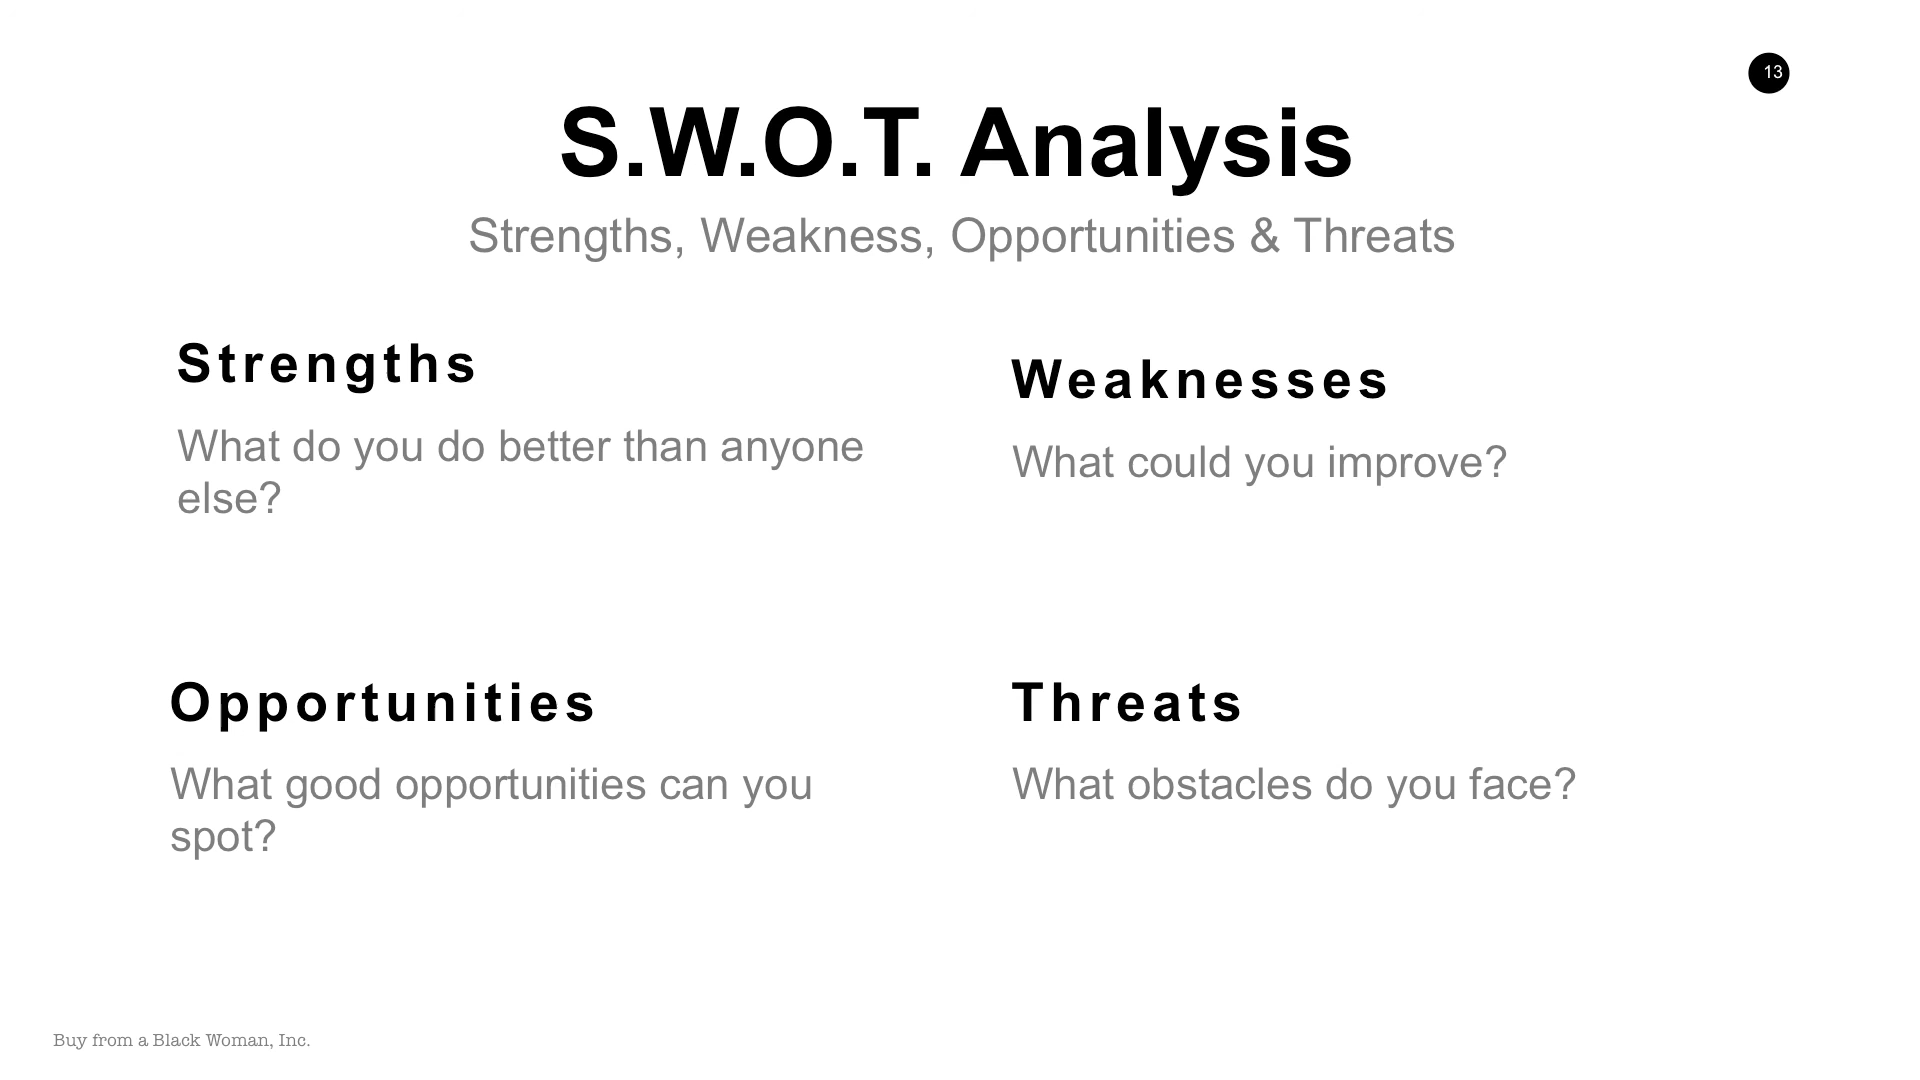 13
S.W.O.T. Analysis
Strengths, Weakness, Opportunities & Threats
Strengths
What do you do better than anyone
else?
Weaknesses
What could you improve?
Opportunities
What good opportunities can you
spot?
Threats
What obstacles do you face?
Buy from a Black Woman, Inc.